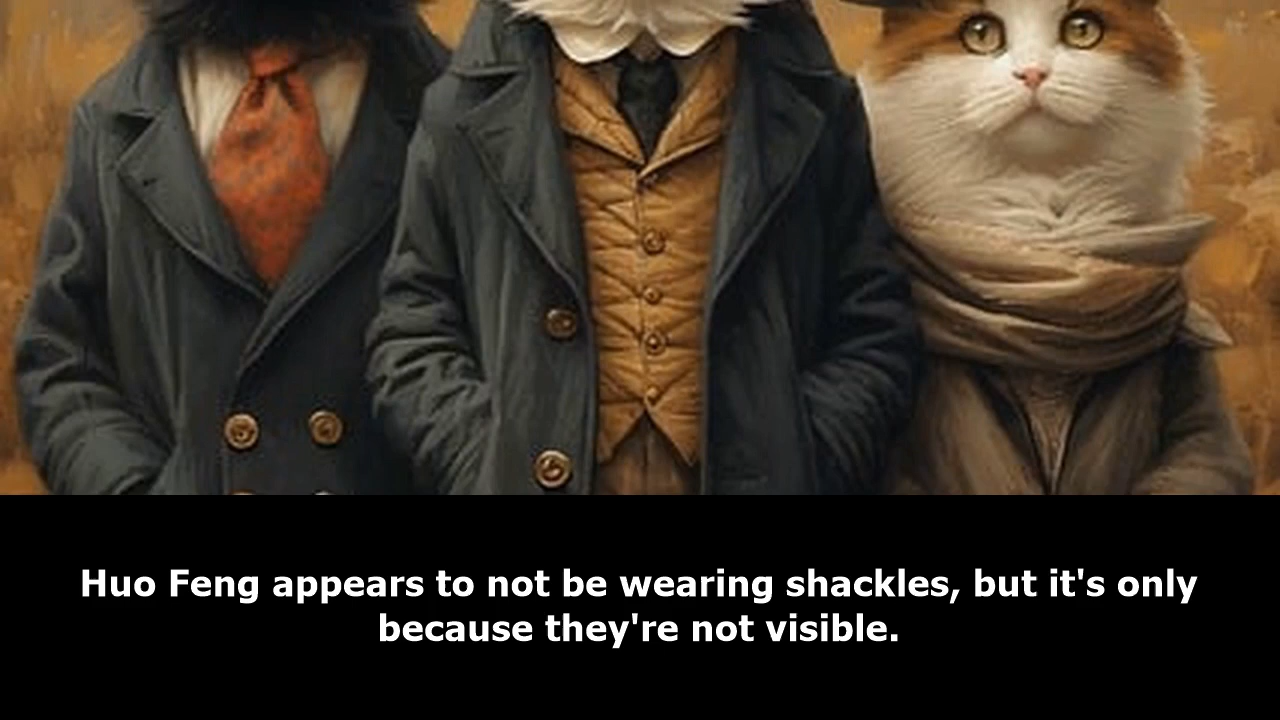 Huo Feng appears to not be wearing shackles, but it's only
because they're not visible.